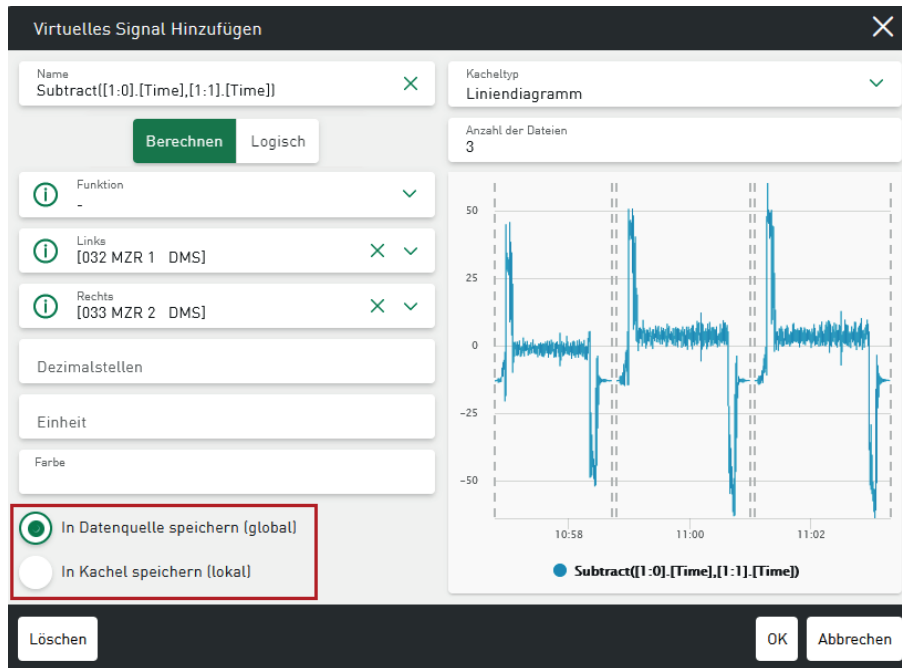 Virtuelles Signal Hinzufügen
Name
Subtract([1:0].[Time],[1:1].[Time])
Berechnen
Logisch
Funktion
-
Links
[032 MZR 1 DMS]
Rechts
[033 MZR 2 DMS]
Dezimalstellen
Einheit
Farbe
In Datenquelle speichern (global)
In Kachel speichern (lokal)
Kacheltyp
Liniendiagramm
Anzahl der Dateien
3
50
25
0
-25
-50
10:58
11:00
11:02
Subtract([1:0].[Time],[1:1].[Time])
Löschen
OK
Abbrechen